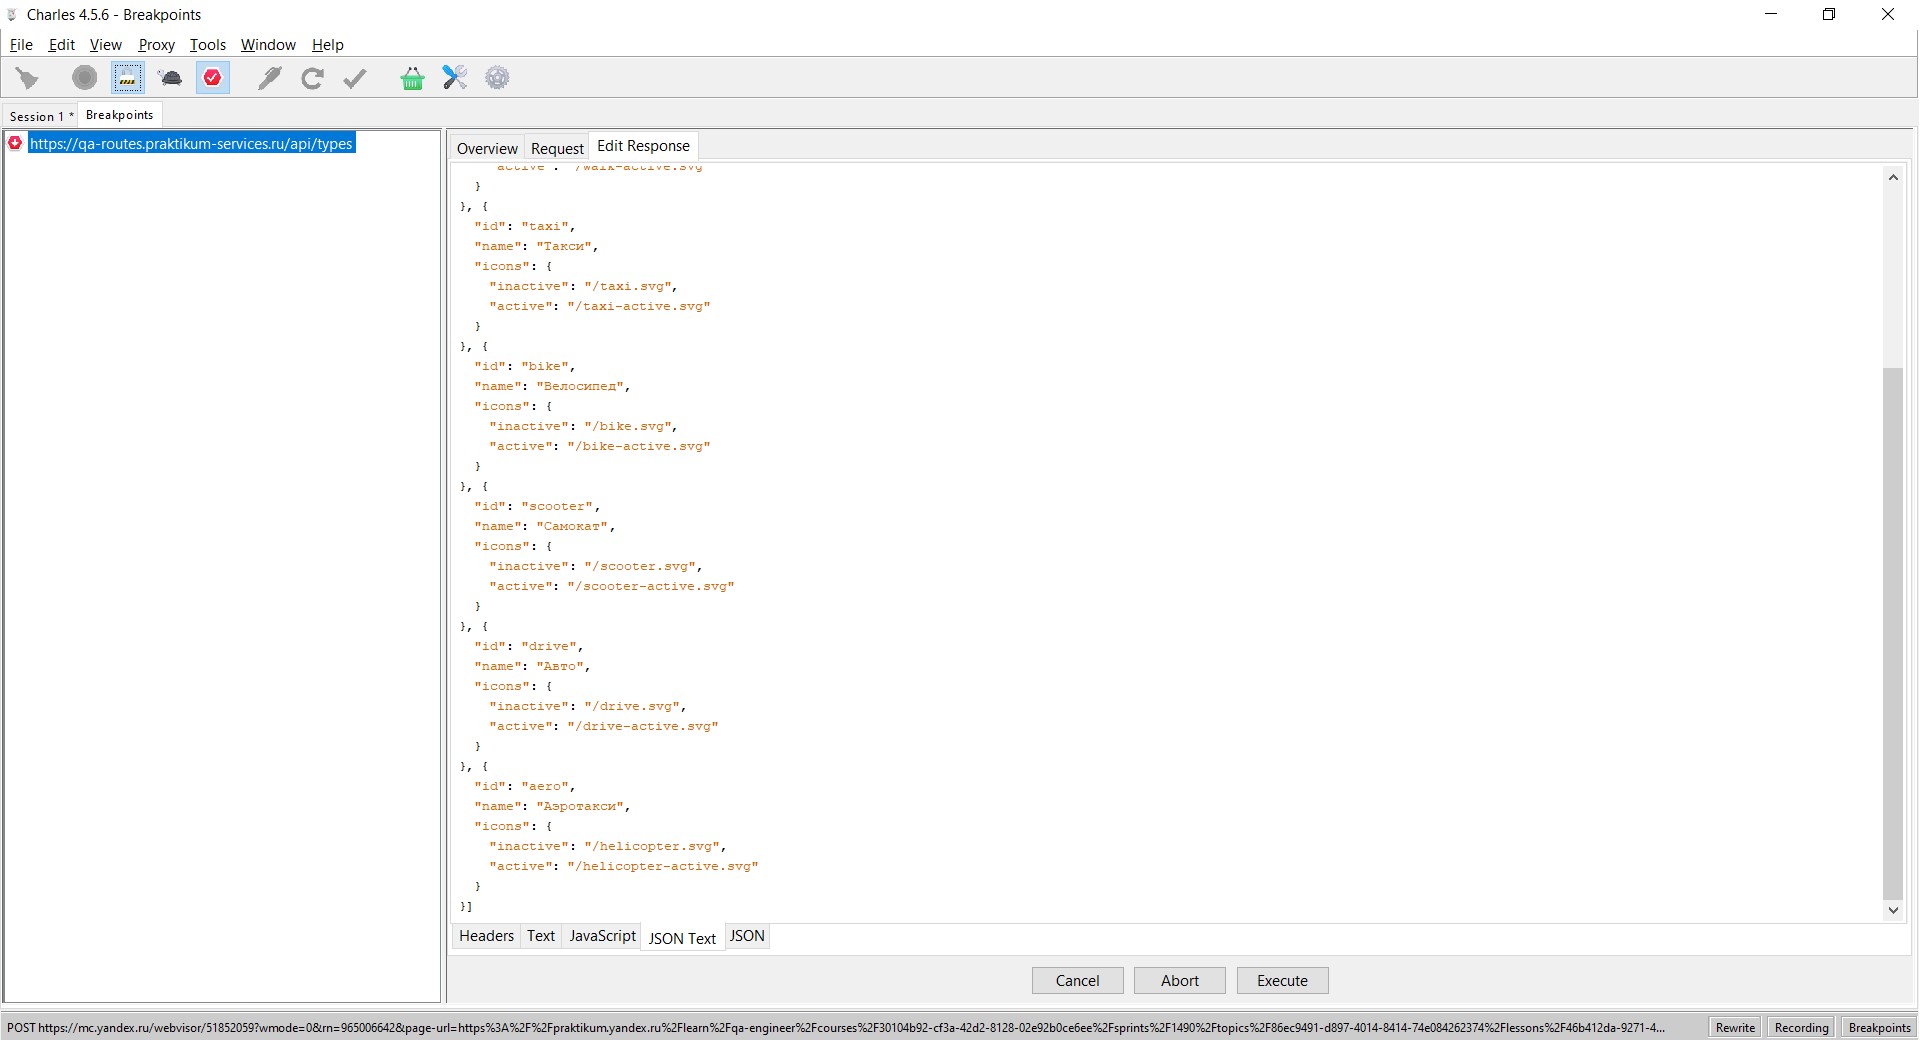 Charles 4.5.6 - Breakpoints
File Edit View Proxy Tools Window Help
Session 1 * Breakpoints
https://qa-routes.praktikum-services.ru/api/types
Overview Request Edit Response
"active": "/walk-active.svg"
}
}, {
"id": "taxi",
"name": "Такси",
"icons": {
"inactive": "/taxi.svg",
"active": "/taxi-active.svg"
}
}, {
"id": "bike",
"name": "Велосипед",
"icons": {
"inactive": "/bike.svg",
"active": "/bike-active.svg"
}
}, {
"id": "scooter",
"name": "Самокат",
"icons": {
"inactive": "/scooter.svg",
"active": "/scooter-active.svg"
}
}, {
"id": "drive",
"name": "Авто",
"icons": {
"inactive": "/drive.svg",
"active": "/drive-active.svg"
}
}, {
"id": "aero",
"name": "Аэротакси",
"icons": {
"inactive": "/helicopter.svg",
"active": "/helicopter-active.svg"
}
}]
Headers Text JavaScript JSON Text JSON
Cancel Abort Execute
POST https://mc.yandex.ru/webvisor/51852059?wmode=0&rn=965006642&page-url=https%3A%2F%2Fpraktikum.yandex.ru%2Flearn%2Fqa-engineer%2Fcourses%2F30104b92-cf3a-42d2-8128-02e92b0ce6ee%2Fsprints%2F1490%2Ftopics%2F86ec9491-d897-4014-8414-74e084262374%2Flessons%2F46b412da-9271-4... Rewrite Recording Breakpoints